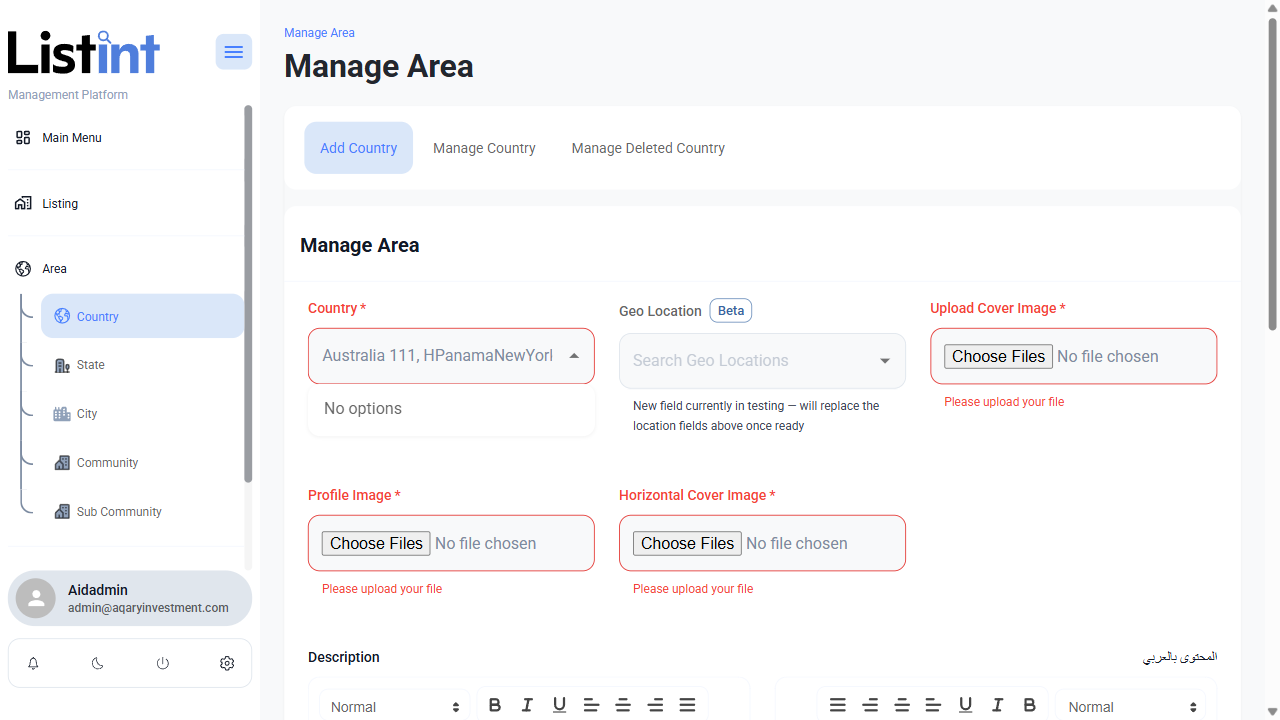 Listint
Management Platform
Main Menu
Listing
Area
Country
State
City
Community
Sub Community
Aidadmin
admin@aqaryinvestment.com
Manage Area
Manage Area
Add Country
Manage Country
Manage Deleted Country
Manage Area
Country *
Australia 111, HPanamaNewYorl
No options
Geo Location
Beta
Search Geo Locations
New field currently in testing — will replace the
location fields above once ready
Upload Cover Image *
Choose Files No file chosen
Please upload your file
Profile Image *
Choose Files No file chosen
Please upload your file
Horizontal Cover Image *
Choose Files No file chosen
Please upload your file
Description
المحتوى بالعربي
Normal
B I U
U I B
Normal